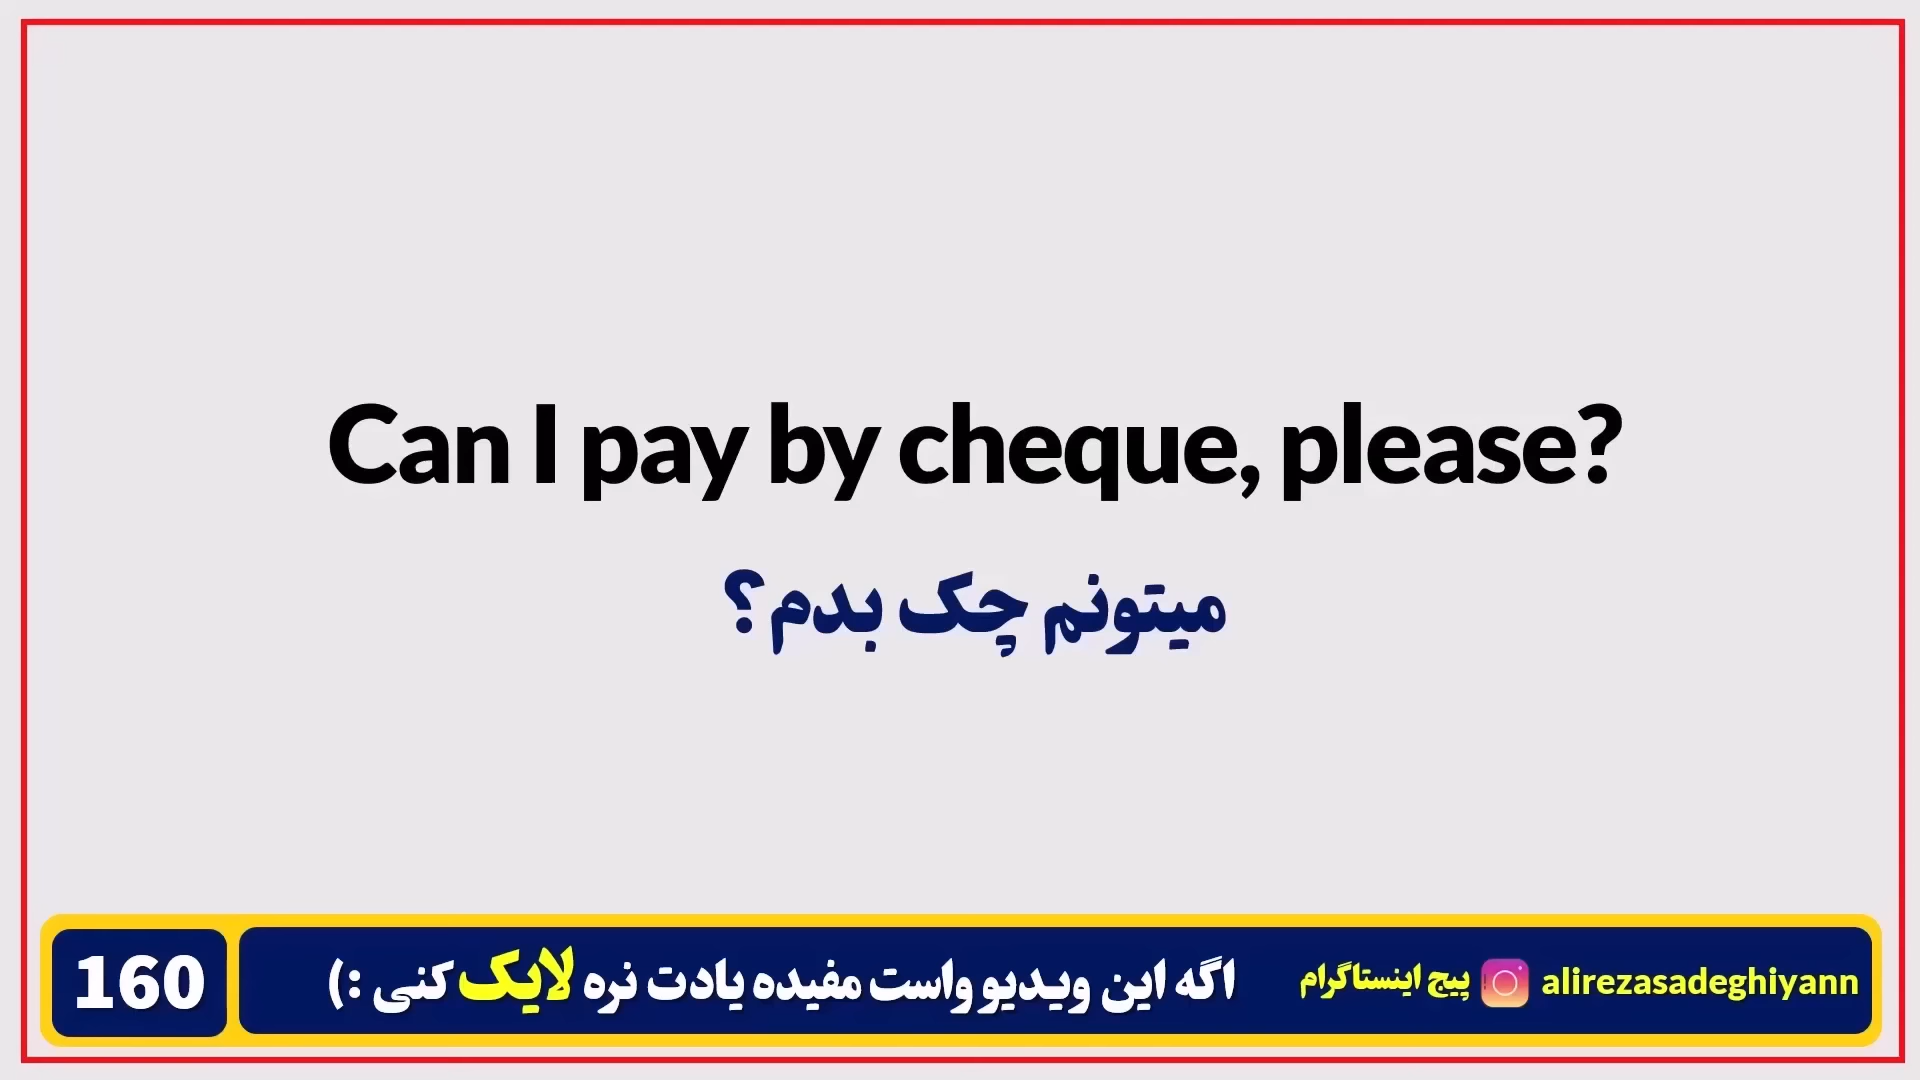 Can I pay by cheque, please?
میتونم چک بدم؟
160
اگه این ویدیو واست مفیده یادت نره لایک کنی :)
پیج اینستاگرام alirezasadeghiyann